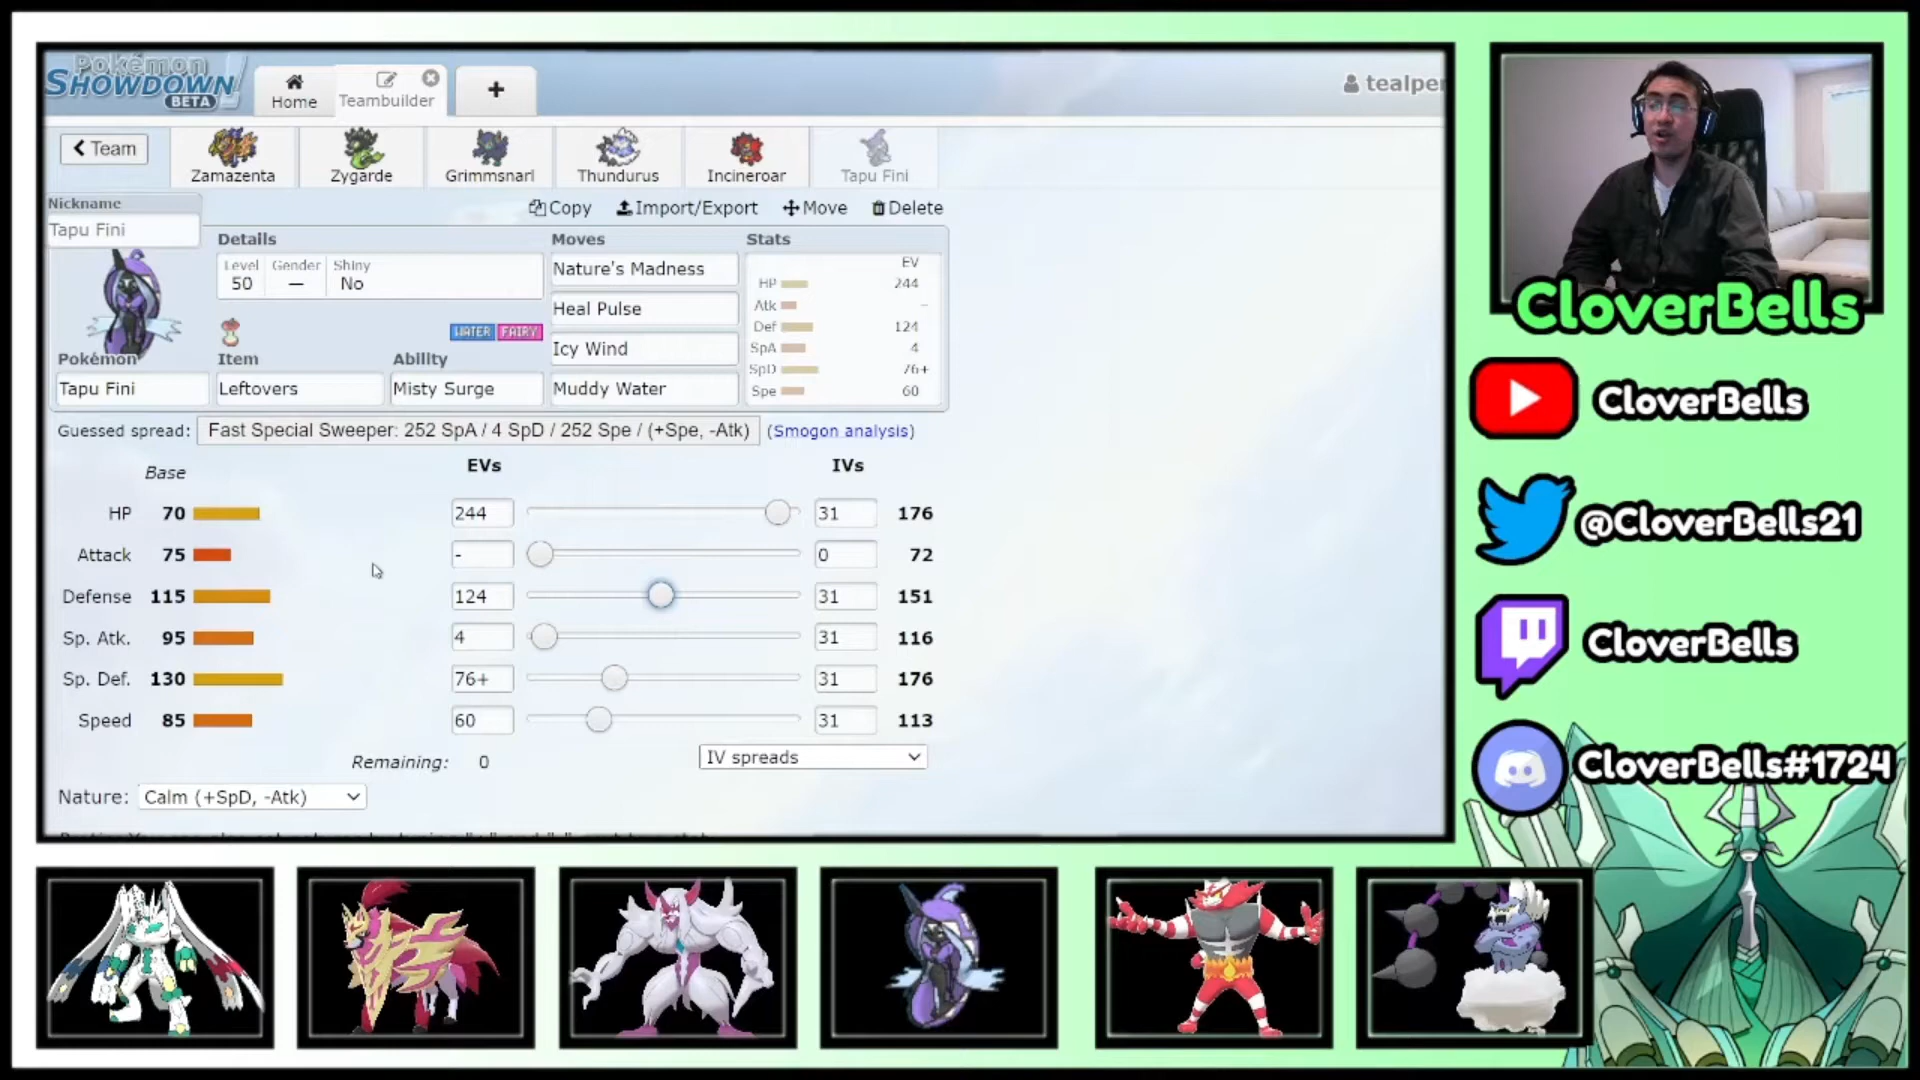 Pokémon
SHOWDOWN!
BETA
Home
Teambuilder
+
tealper
Team
Zamazenta
Zygarde
Grimmsnarl
Thundurus
Incineroar
Tapu Fini
Nickname
Tapu Fini
Copy
Import/Export
Move
Delete
Details
Level
50
Gender
—
Shiny
No
WATER
FAIRY
Pokémon
Tapu Fini
Item
Leftovers
Ability
Misty Surge
Moves
Nature's Madness
Heal Pulse
Icy Wind
Muddy Water
Stats
EV
HP 244
Atk –
Def 124
SpA 4
SpD 76+
Spe 60
Guessed spread: Fast Special Sweeper: 252 SpA / 4 SpD / 252 Spe / (+Spe, -Atk) (Smogon analysis)
Base EVs IVs
HP 70 244 31 176
Attack 75 - 0 72
Defense 115 124 31 151
Sp. Atk. 95 4 31 116
Sp. Def. 130 76+ 31 176
Speed 85 60 31 113
Remaining: 0
IV spreads
Nature: Calm (+SpD, -Atk)
CloverBells
CloverBells
@CloverBells21
CloverBells
CloverBells#1724